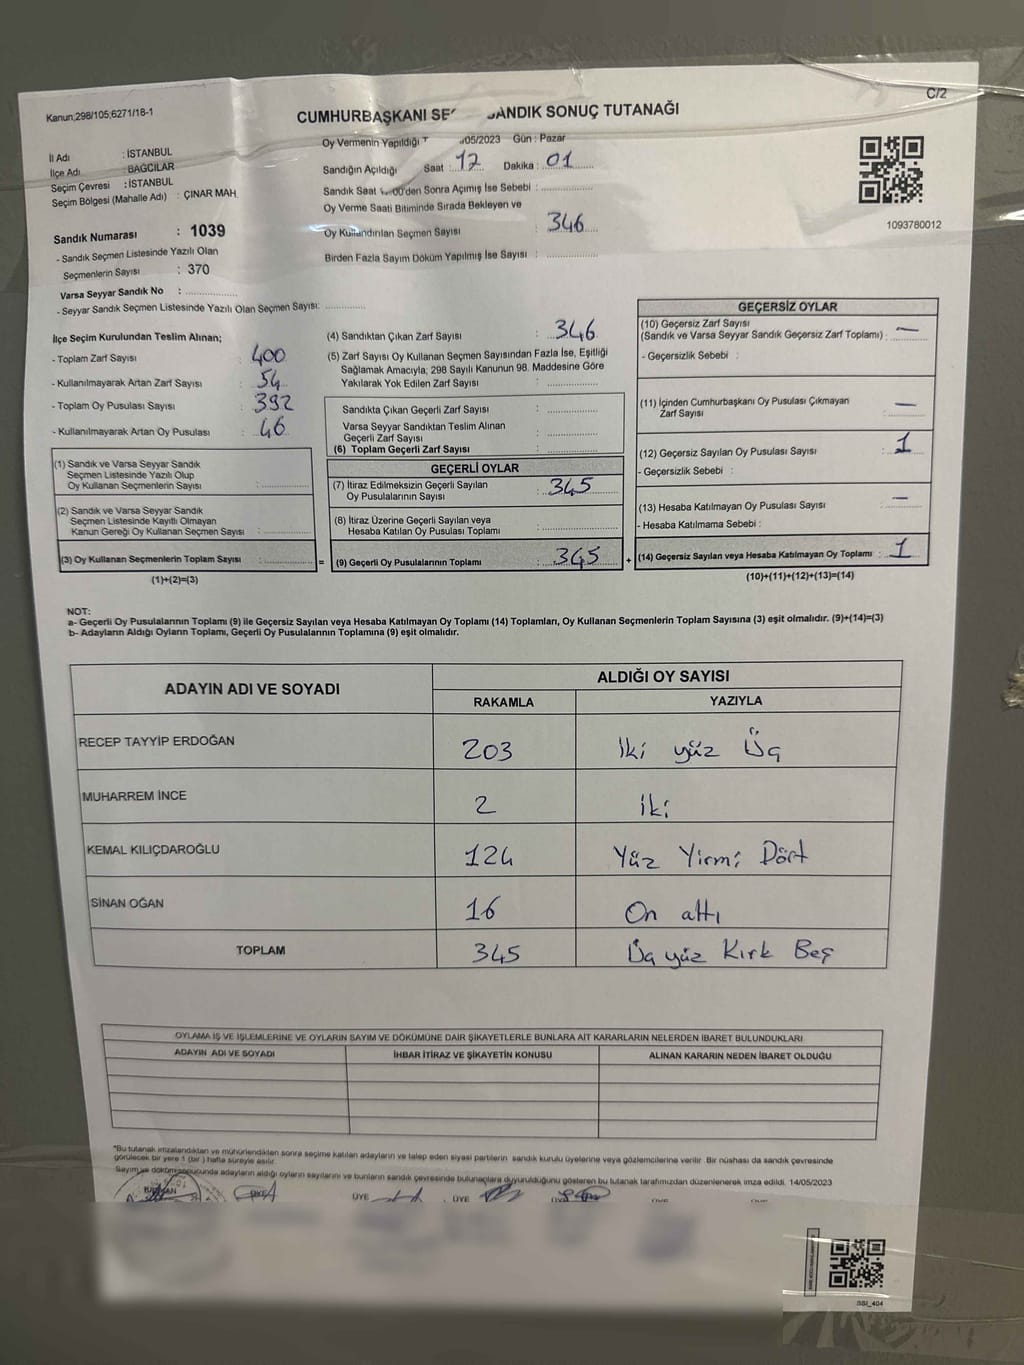 Kanun,298/105,6271/18-1
C/2
CUMHURBAŞKANI SE SANDIK SONUÇ TUTANAĞI
İl Adı : İSTANBUL
İlçe Adı : BAĞCILAR
Seçim Çevresi : İSTANBUL
Seçim Bölgesi (Mahalle Adı) : ÇINAR MAH.
Sandık Numarası : 1039
- Sandık Seçmen Listesinde Yazılı Olan
Seçmenlerin Sayısı : 370
Varsa Seyyar Sandık No :
- Seyyar Sandık Seçmen Listesinde Yazılı Olan Seçmen Sayısı:
Oy Vermenin Yapıldığı /05/2023 Gün : Pazar
Sandığın Açıldığı Saat : 17 Dakika : 01
Sandık Saat 'den Sonra Açımış İse Sebebi :
Oy Verme Saati Bitiminde Sırada Bekleyen ve
Oy Kullandırılan Seçmen Sayısı : 346
Birden Fazla Sayım Döküm Yapılmış İse Sayısı :
1093780012
İlçe Seçim Kurulundan Teslim Alınan;
- Toplam Zarf Sayısı : 400
- Kullanılmayarak Artan Zarf Sayısı : 54
- Toplam Oy Pusulası Sayısı : 392
- Kullanılmayarak Artan Oy Pusulası : 46
(1) Sandık ve Varsa Seyyar Sandık
Seçmen Listesinde Yazılı Olup
Oy Kullanan Seçmenlerin Sayısı :
(2) Sandık ve Varsa Seyyar Sandık
Seçmen Listesinde Kayıtlı Olmayan
Kanun Gereği Oy Kullanan Seçmen Sayısı :
(3) Oy Kullanan Seçmenlerin Toplam Sayısı :
(1)+(2)=(3)
=
(4) Sandıktan Çıkan Zarf Sayısı : 346
(5) Zarf Sayısı Oy Kullanan Seçmen Sayısından Fazla İse, Eşitliği
Sağlamak Amacıyla; 298 Sayılı Kanunun 98. Maddesine Göre
Yakılarak Yok Edilen Zarf Sayısı :
Sandıkta Çıkan Geçerli Zarf Sayısı :
Varsa Seyyar Sandıktan Teslim Alınan
Geçerli Zarf Sayısı :
(6) Toplam Geçerli Zarf Sayısı :
GEÇERLİ OYLAR
(7) İtiraz Edilmeksizin Geçerli Sayılan
Oy Pusulalarının Sayısı : 345
(8) İtiraz Üzerine Geçerli Sayılan veya
Hesaba Katılan Oy Pusulası Toplamı :
(9) Geçerli Oy Pusulalarının Toplamı : 345
+
GEÇERSİZ OYLAR
(10) Geçersiz Zarf Sayısı
(Sandık ve Varsa Seyyar Sandık Geçersiz Zarf Toplamı) : —
- Geçersizlik Sebebi :
(11) İçinden Cumhurbaşkanı Oy Pusulası Çıkmayan
Zarf Sayısı : —
(12) Geçersiz Sayılan Oy Pusulası Sayısı : 1
- Geçersizlik Sebebi :
(13) Hesaba Katılmayan Oy Pusulası Sayısı : —
- Hesaba Katılmama Sebebi :
(14) Geçersiz Sayılan veya Hesaba Katılmayan Oy Toplamı : 1
(10)+(11)+(12)+(13)=(14)
NOT:
a- Geçerli Oy Pusulalarının Toplamı (9) ile Geçersiz Sayılan veya Hesaba Katılmayan Oy Toplamı (14) Toplamları, Oy Kullanan Seçmenlerin Toplam Sayısına (3) eşit olmalıdır. (9)+(14)=(3)
b- Adayların Aldığı Oyların Toplamı, Geçerli Oy Pusulalarının Toplamına (9) eşit olmalıdır.
ADAYIN ADI VE SOYADI
ALDIĞI OY SAYISI
RAKAMLA YAZIYLA
RECEP TAYYİP ERDOĞAN 203 İki yüz Üç
MUHARREM İNCE 2 İki
KEMAL KILIÇDAROĞLU 124 Yüz Yirmi Dört
SİNAN OĞAN 16 On altı
TOPLAM 345 Üç yüz Kırk Beş
OYLAMA İŞ VE İŞLEMLERİNE VE OYLARIN SAYIM VE DÖKÜMÜNE DAİR ŞİKAYETLERLE BUNLARA AİT KARARLARIN NELERDEN İBARET BULUNDUKLARI
ADAYIN ADI VE SOYADI İHBAR İTİRAZ VE ŞİKAYETİN KONUSU ALINAN KARARIN NEDEN İBARET OLDUĞU
"Bu tutanak imzalandıktan ve mühürlendikten sonra seçime katılan adayların ve talep eden siyasi partilerin sandık kurulu üyelerine veya gözlemcilerine verilir. Bir nüshası da sandık çevresinde
görülecek bir yere 1 (bir) hafta süreyle asılır.
Sayım ve döküm sonucunda adayların aldığı oyların sayılarını ve bunların sandık çevresinde bulunanlara duyurulduğunu gösteren bu tutanak tarafımızdan düzenlenerek imza edildi. 14/05/2023
ÜYE ÜYE
SSI_404